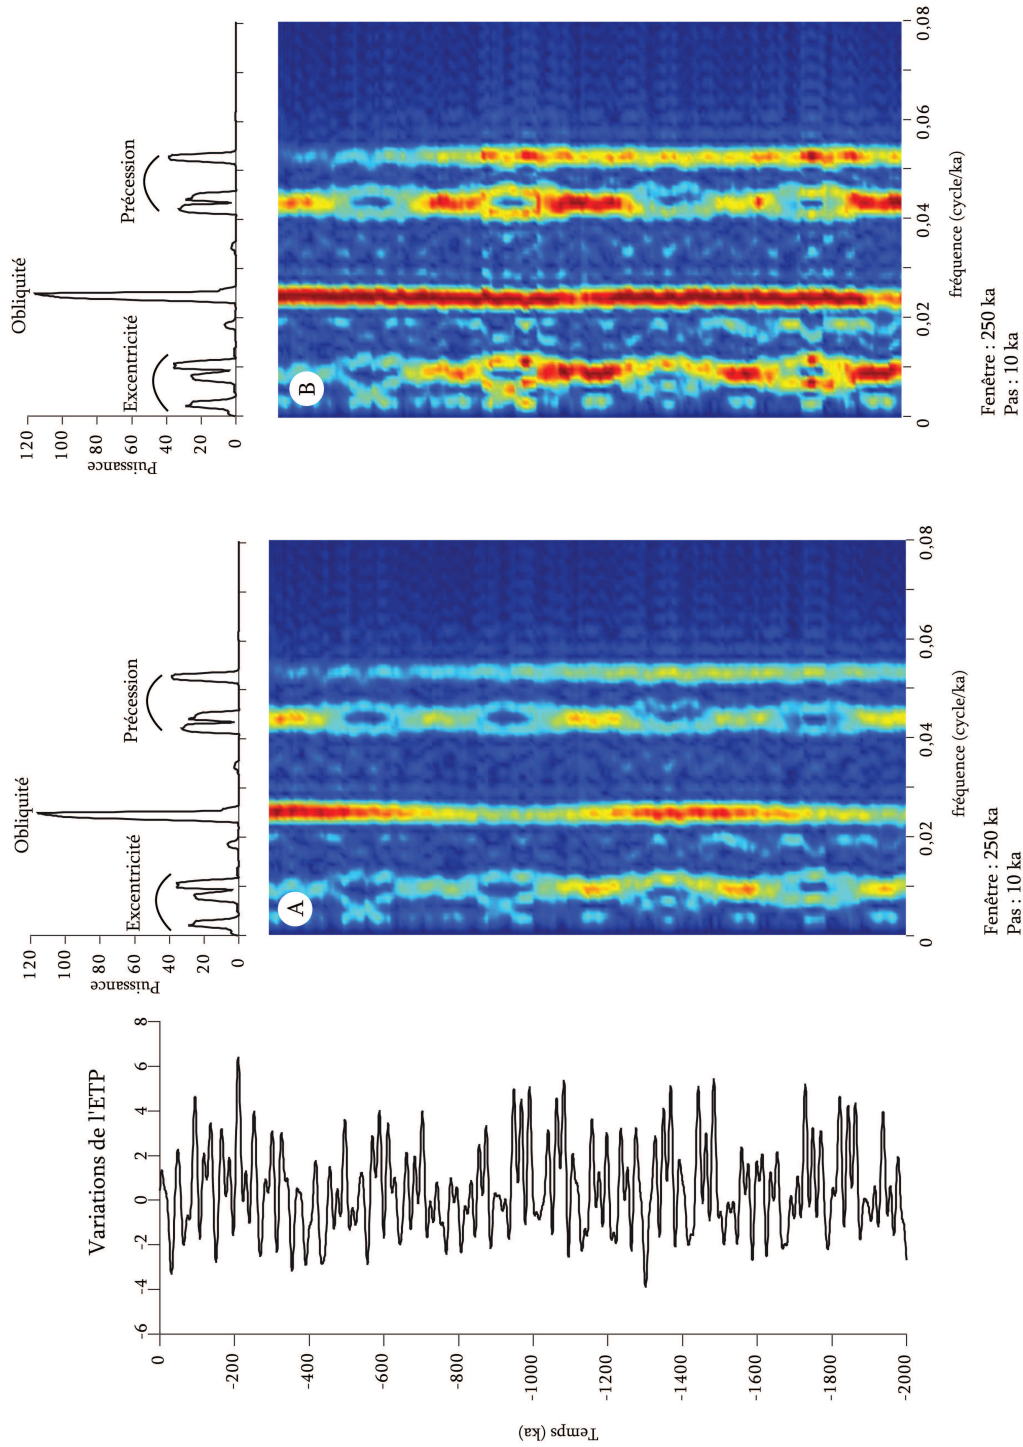 Variations de l'ETP
-6
-4
-2
0
2
4
6
8
0
-200
-400
-600
-800
-1000
-1200
-1400
-1600
-1800
-2000
Temps (ka)
120
100
80
60
40
20
0
Puissance
Excentricité
Obliquité
Précession
A
0
0,02
0,04
0,06
0,08
fréquence (cycle/ka)
Fenêtre : 250 ka
Pas : 10 ka
120
100
80
60
40
20
0
Puissance
Excentricité
Obliquité
Précession
B
0
0,02
0,04
0,06
0,08
fréquence (cycle/ka)
Fenêtre : 250 ka
Pas : 10 ka